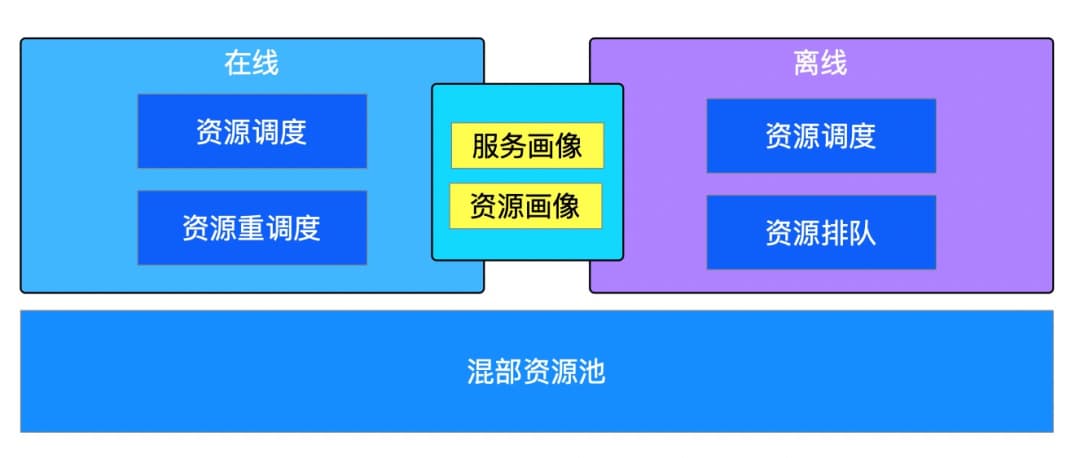 在线
资源调度
资源重调度
服务画像
资源画像
离线
资源调度
资源排队
混部资源池